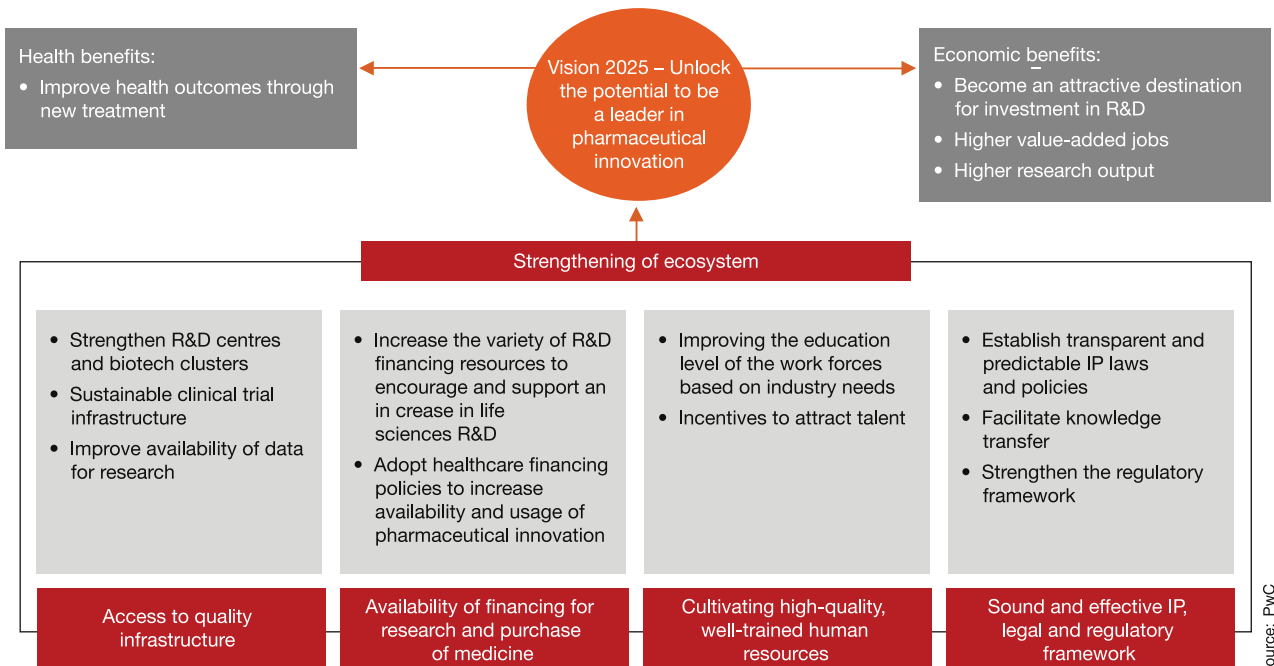 Health benefits:
• Improve health outcomes through
new treatment
Vision 2025 – Unlock
the potential to be
a leader in
pharmaceutical
innovation
Economic benefits:
• Become an attractive destination
for investment in R&D
• Higher value-added jobs
• Higher research output
Strengthening of ecosystem
• Strengthen R&D centres
and biotech clusters
• Sustainable clinical trial
infrastructure
• Improve availability of data
for research
• Increase the variety of R&D
financing resources to
encourage and support an
in crease in life
sciences R&D
• Adopt healthcare financing
policies to increase
availability and usage of
pharmaceutical innovation
• Improving the education
level of the work forces
based on industry needs
• Incentives to attract talent
• Establish transparent and
predictable IP laws
and policies
• Facilitate knowledge
transfer
• Strengthen the regulatory
framework
Access to quality
infrastructure
Availability of financing for
research and purchase
of medicine
Cultivating high-quality,
well-trained human
resources
Sound and effective IP,
legal and regulatory
framework
ource: PwC